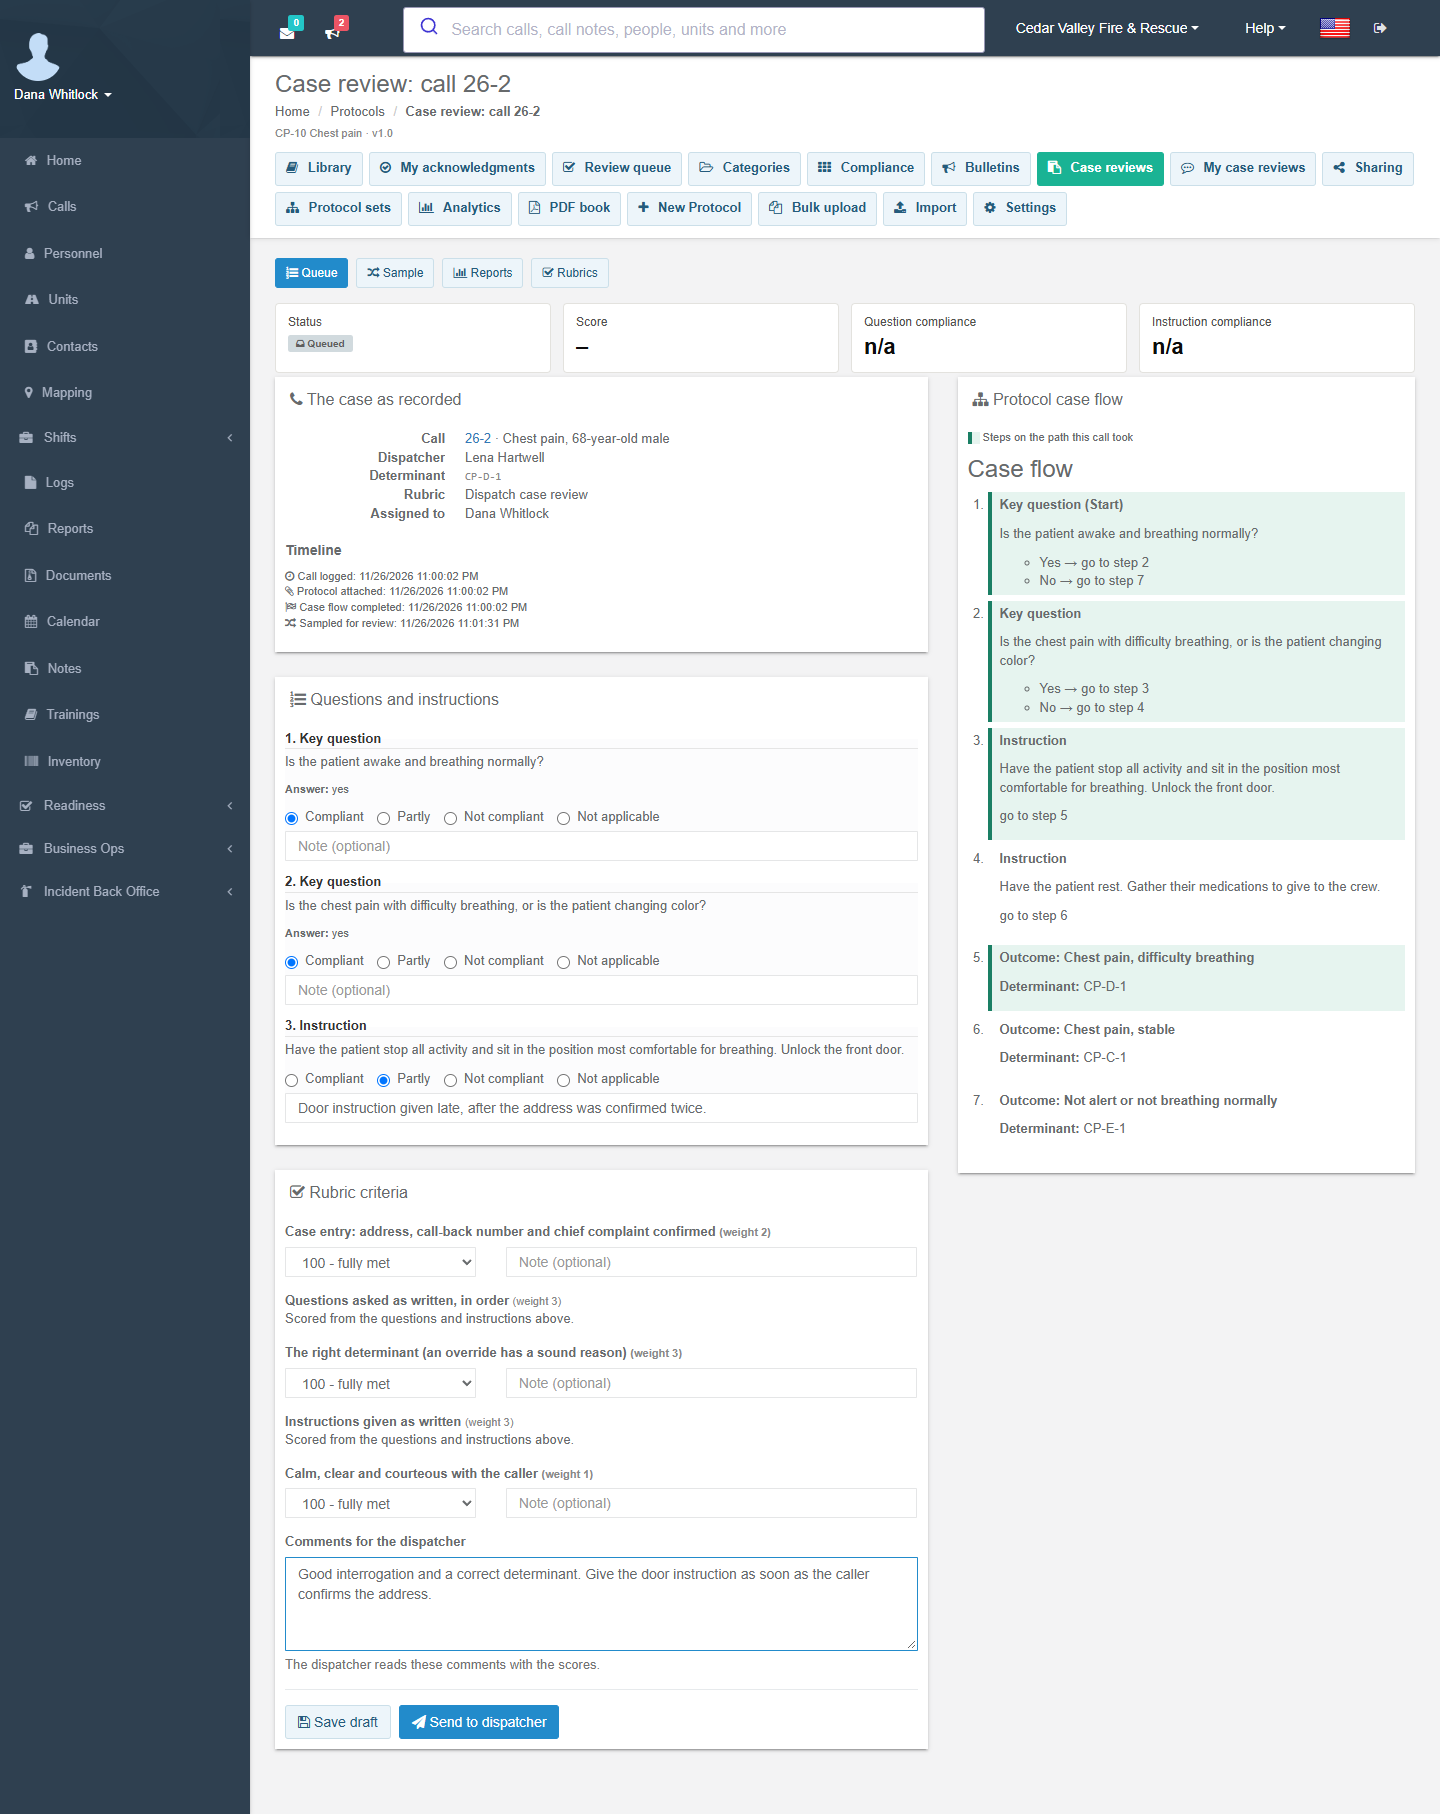 0
2
Search calls, call notes, people, units and more
Cedar Valley Fire & Rescue
Help
Dana Whitlock
Home
Calls
Personnel
Units
Contacts
Mapping
Shifts
Logs
Reports
Documents
Calendar
Notes
Trainings
Inventory
Readiness
Business Ops
Incident Back Office
Case review: call 26-2
Home / Protocols / Case review: call 26-2
CP-10 Chest pain · v1.0
Library
My acknowledgments
Review queue
Categories
Compliance
Bulletins
Case reviews
My case reviews
Sharing
Protocol sets
Analytics
PDF book
New Protocol
Bulk upload
Import
Settings
Queue
Sample
Reports
Rubrics
Status
Queued
Score
–
Question compliance
n/a
Instruction compliance
n/a
The case as recorded
Call 26-2 · Chest pain, 68-year-old male
Dispatcher Lena Hartwell
Determinant CP-D-1
Rubric Dispatch case review
Assigned to Dana Whitlock
Timeline
Call logged: 11/26/2026 11:00:02 PM
Protocol attached: 11/26/2026 11:00:02 PM
Case flow completed: 11/26/2026 11:00:02 PM
Sampled for review: 11/26/2026 11:01:31 PM
Questions and instructions
1. Key question
Is the patient awake and breathing normally?
Answer: yes
Compliant Partly Not compliant Not applicable
Note (optional)
2. Key question
Is the chest pain with difficulty breathing, or is the patient changing color?
Answer: yes
Compliant Partly Not compliant Not applicable
Note (optional)
3. Instruction
Have the patient stop all activity and sit in the position most comfortable for breathing. Unlock the front door.
Compliant Partly Not compliant Not applicable
Door instruction given late, after the address was confirmed twice.
Rubric criteria
Case entry: address, call-back number and chief complaint confirmed (weight 2)
100 - fully met
Note (optional)
Questions asked as written, in order (weight 3)
Scored from the questions and instructions above.
The right determinant (an override has a sound reason) (weight 3)
100 - fully met
Note (optional)
Instructions given as written (weight 3)
Scored from the questions and instructions above.
Calm, clear and courteous with the caller (weight 1)
100 - fully met
Note (optional)
Comments for the dispatcher
Good interrogation and a correct determinant. Give the door instruction as soon as the caller
confirms the address.
The dispatcher reads these comments with the scores.
Save draft
Send to dispatcher
Protocol case flow
Steps on the path this call took
Case flow
1. Key question (Start)
Is the patient awake and breathing normally?
Yes → go to step 2
No → go to step 7
2. Key question
Is the chest pain with difficulty breathing, or is the patient changing
color?
Yes → go to step 3
No → go to step 4
3. Instruction
Have the patient stop all activity and sit in the position most
comfortable for breathing. Unlock the front door.
go to step 5
4. Instruction
Have the patient rest. Gather their medications to give to the crew.
go to step 6
5. Outcome: Chest pain, difficulty breathing
Determinant: CP-D-1
6. Outcome: Chest pain, stable
Determinant: CP-C-1
7. Outcome: Not alert or not breathing normally
Determinant: CP-E-1